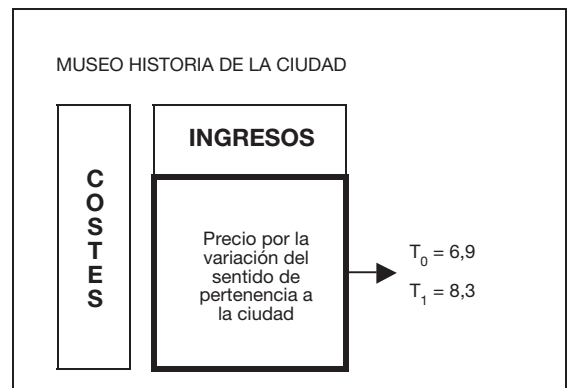 MUSEO HISTORIA DE LA CIUDAD
INGRESOS
COSTES
Precio por la
variación del
sentido de
pertenencia a
la ciudad
T₀ = 6,9
T₁ = 8,3